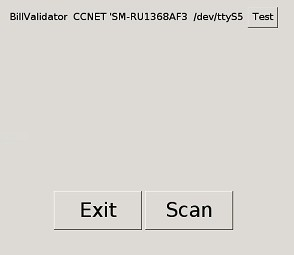 BillValidator CCNET 'SM-RU1368AF3 /dev/ttyS5 Test
Exit Scan